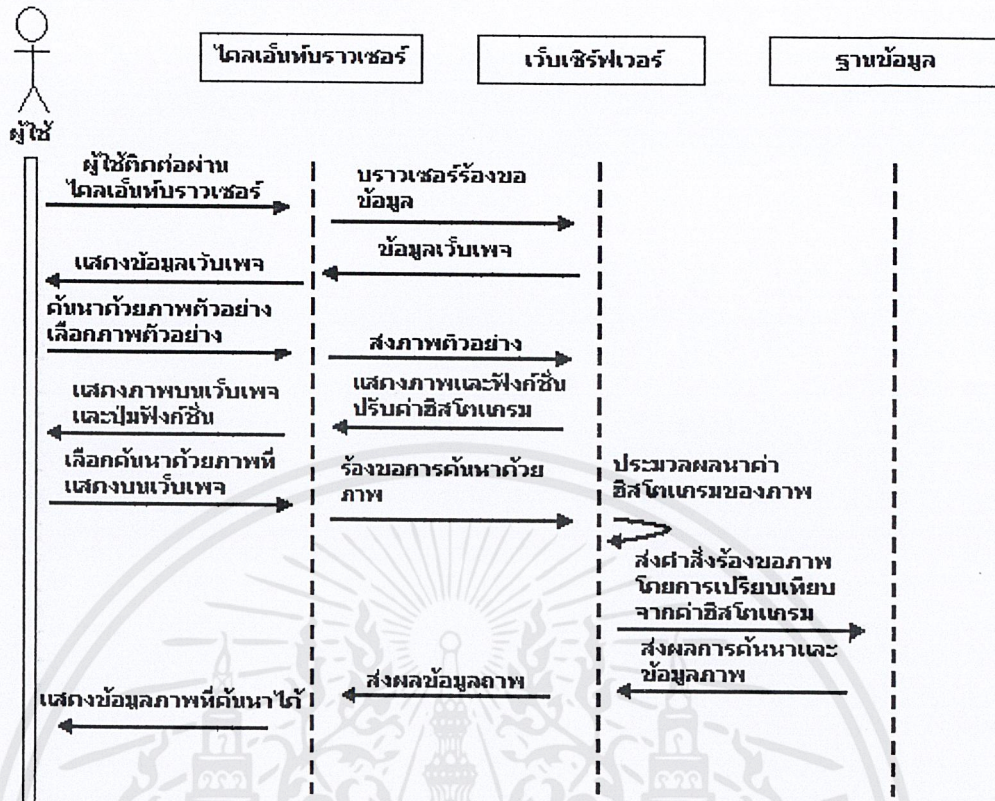 ไคลเอ็นท์บราวเซอร์
เว็บเซิร์ฟเวอร์
ฐานข้อมูล
ผู้ใช้
ผู้ใช้ติดต่อผ่าน
ไคลเอ็นท์บราวเซอร์
บราวเซอร์ร้องขอ
ข้อมูล
ข้อมูลเว็บเพจ
แสดงข้อมูลเว็บเพจ
ค้นหาด้วยภาพตัวอย่าง
เลือกภาพตัวอย่าง
ส่งภาพตัวอย่าง
แสดงภาพและฟังก์ชั่น
ปรับค่าฮิสโตแกรม
แสดงภาพบนเว็บเพจ
และปุ่มฟังก์ชั่น
เลือกค้นหาด้วยภาพที่
แสดงบนเว็บเพจ
ร้องขอการค้นหาด้วย
ภาพ
ประมวลผลหาค่า
ฮิสโตแกรมของภาพ
ส่งคำสั่งร้องขอภาพ
โดยการเปรียบเทียบ
จากค่าฮิสโตแกรม
ส่งผลการค้นหาและ
ข้อมูลภาพ
ส่งผลข้อมูลภาพ
แสดงข้อมูลภาพที่ค้นหาได้